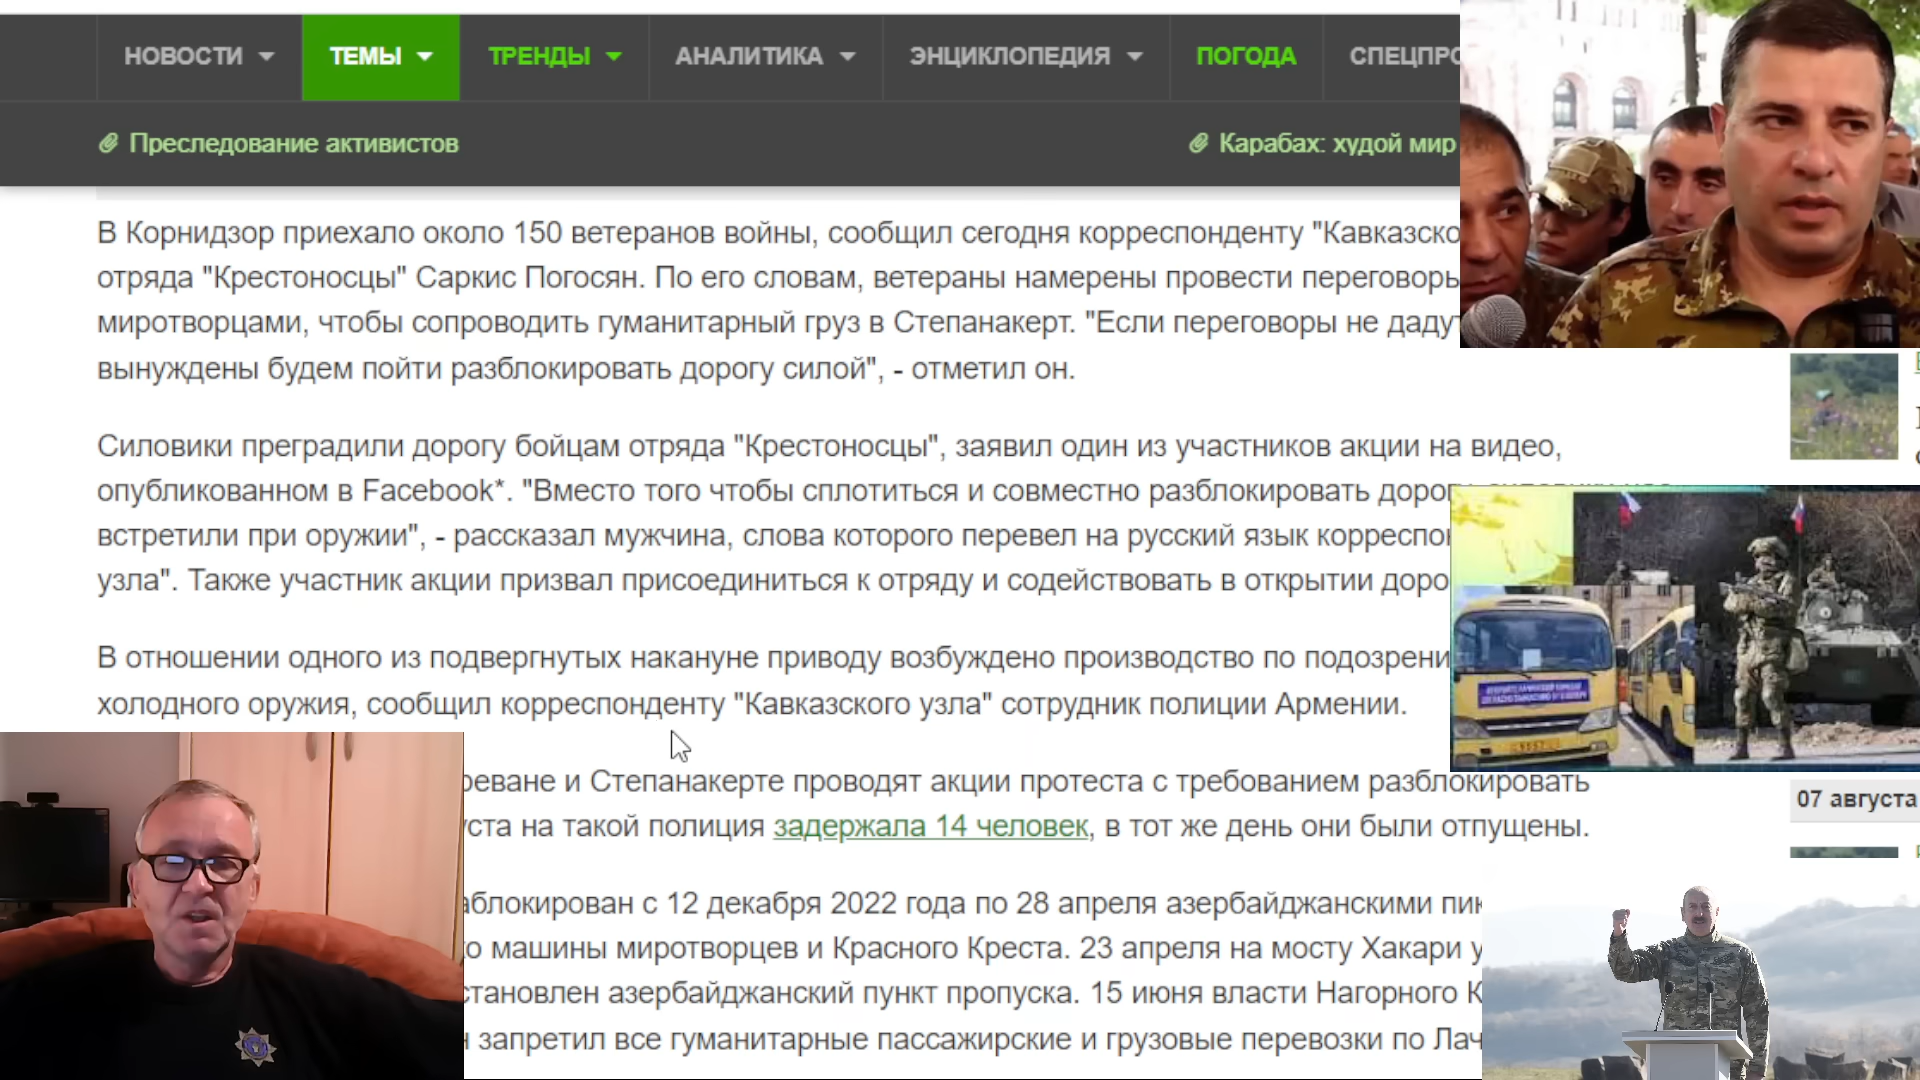 НОВОСТИ ТЕМЫ ТРЕНДЫ АНАЛИТИКА ЭНЦИКЛОПЕДИЯ ПОГОДА СПЕЦПРО
Преследование активистов Карабах: худой мир
В Корнидзор приехало около 150 ветеранов войны, сообщил сегодня корреспонденту "Кавказско
отряда "Крестоносцы" Саркис Погосян. По его словам, ветераны намерены провести переговоры
миротворцами, чтобы сопроводить гуманитарный груз в Степанакерт. "Если переговоры не дадут
вынуждены будем пойти разблокировать дорогу силой", - отметил он.
Силовики преградили дорогу бойцам отряда "Крестоносцы", заявил один из участников акции на видео,
опубликованном в Facebook*. "Вместо того чтобы сплотиться и совместно разблокировать
встретили при оружии", - рассказал мужчина, слова которого перевел на русский язык корреспон
узла". Также участник акции призвал присоединиться к отряду и содействовать в открытии доро
В отношении одного из подвергнутых накануне приводу возбуждено производство по подозрени
холодного оружия, сообщил корреспонденту "Кавказского узла" сотрудник полиции Армении.
реване и Степанакерте проводят акции протеста с требованием разблокировать
уста на такой полиция задержала 14 человек, в тот же день они были отпущены.
07 августа
аблокирован с 12 декабря 2022 года по 28 апреля азербайджанскими пик
ко машины миротворцев и Красного Креста. 23 апреля на мосту Хакари у
становлен азербайджанский пункт пропуска. 15 июня власти Нагорного К
запретил все гуманитарные пассажирские и грузовые перевозки по Лач